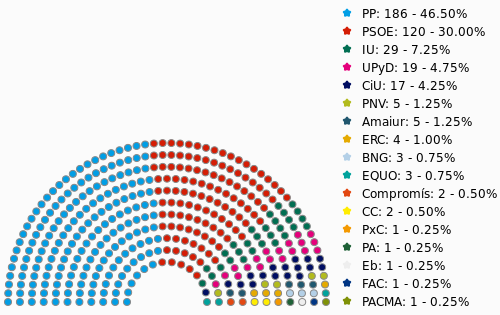 PP: 186 - 46.50%
PSOE: 120 - 30.00%
IU: 29 - 7.25%
UPyD: 19 - 4.75%
CiU: 17 - 4.25%
PNV: 5 - 1.25%
Amaiur: 5 - 1.25%
ERC: 4 - 1.00%
BNG: 3 - 0.75%
EQUO: 3 - 0.75%
Compromís: 2 - 0.50%
CC: 2 - 0.50%
PxC: 1 - 0.25%
PA: 1 - 0.25%
Eb: 1 - 0.25%
FAC: 1 - 0.25%
PACMA: 1 - 0.25%